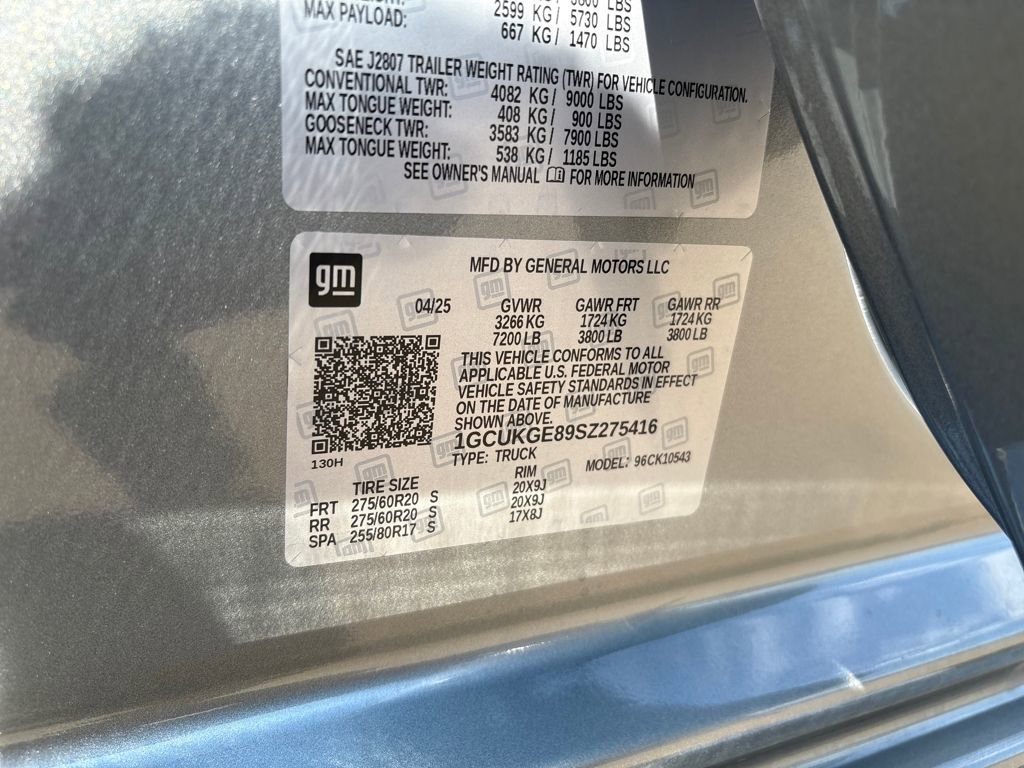 2599 KG / 5730 LBS
MAX PAYLOAD: 667 KG / 1470 LBS
SAE J2807 TRAILER WEIGHT RATING (TWR) FOR VEHICLE CONFIGURATION.
CONVENTIONAL TWR: 4082 KG / 9000 LBS
MAX TONGUE WEIGHT: 408 KG / 900 LBS
GOOSENECK TWR: 3583 KG / 7900 LBS
MAX TONGUE WEIGHT: 538 KG / 1185 LBS
SEE OWNER'S MANUAL FOR MORE INFORMATION
gm
MFD BY GENERAL MOTORS LLC
04/25 GVWR GAWR FRT GAWR RR
3266 KG 1724 KG 1724 KG
7200 LB 3800 LB 3800 LB
THIS VEHICLE CONFORMS TO ALL
APPLICABLE U.S. FEDERAL MOTOR
VEHICLE SAFETY STANDARDS IN EFFECT
ON THE DATE OF MANUFACTURE
SHOWN ABOVE.
1GCUKGE89SZ275416
130H
TYPE: TRUCK MODEL: 96CK10543
TIRE SIZE RIM
FRT 275/60R20 S 20X9J
RR 275/60R20 S 20X9J
SPA 255/80R17 S 17X8J